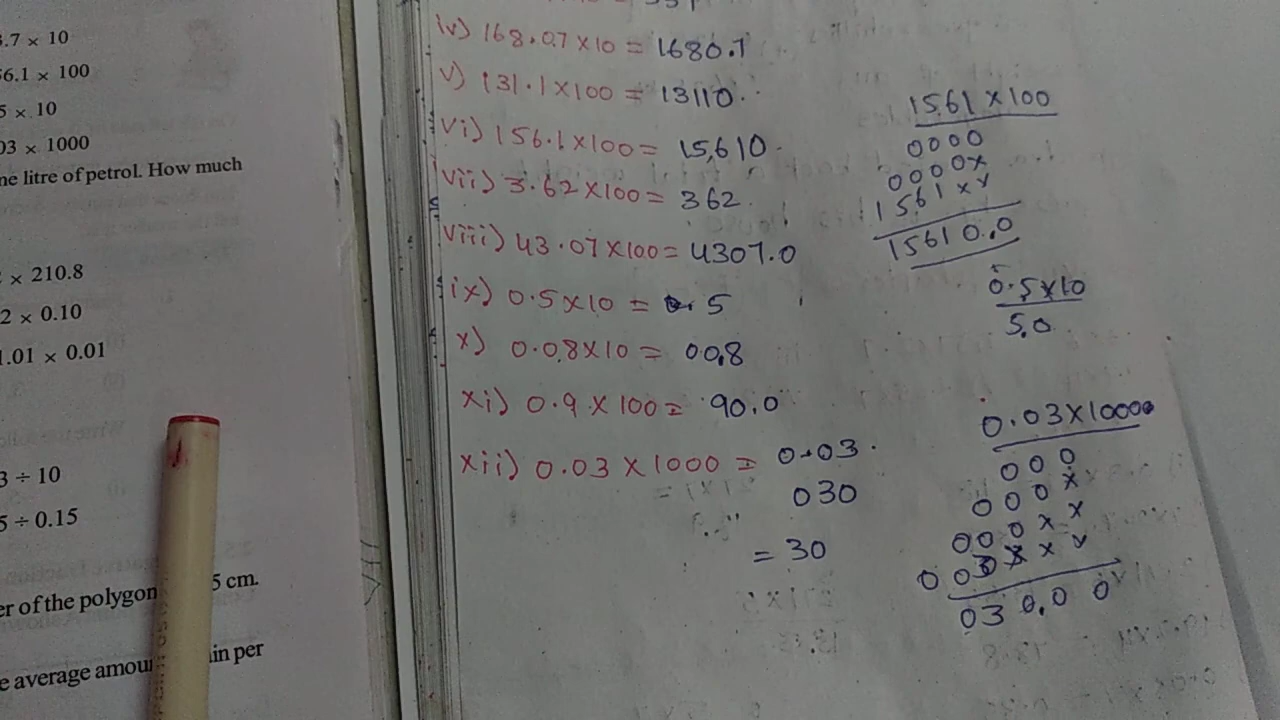 .7 × 10
56.1 × 100
5 × 10
03 × 1000
ne litre of petrol. How much
× 210.8
2 × 0.10
1.01 × 0.01
3 ÷ 10
5 ÷ 0.15
er of the polygon 5 cm.
e average amou in per
iv) 168.07 × 10 = 1680.7
v) 131.1 × 100 = 13110.
vi) 156.1 × 100 = 15,610.
vii) 3.62 × 100 = 362.
viii) 43.07 × 100 = 4307.0
ix) 0.5 × 10 = 5
x) 0.08 × 10 = 00.8
xi) 0.9 × 100 = 90.0
xii) 0.03 × 1000 = 0.03.
030
= 30
156.1 × 100
0000
0000×
1561××
15610.0
0.5×10
5.0
0.03×1000
000
000×
000××
0 03×××
030.00